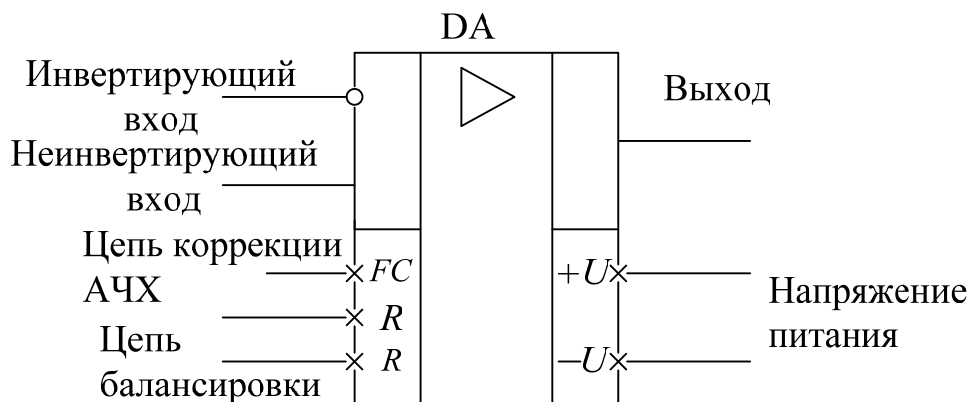 DA
Инвертирующий
вход
Неинвертирующий
вход
Выход
Цепь коррекции
АЧХ
FC
R
Цепь
балансировки
R
+U
−U
Напряжение
питания